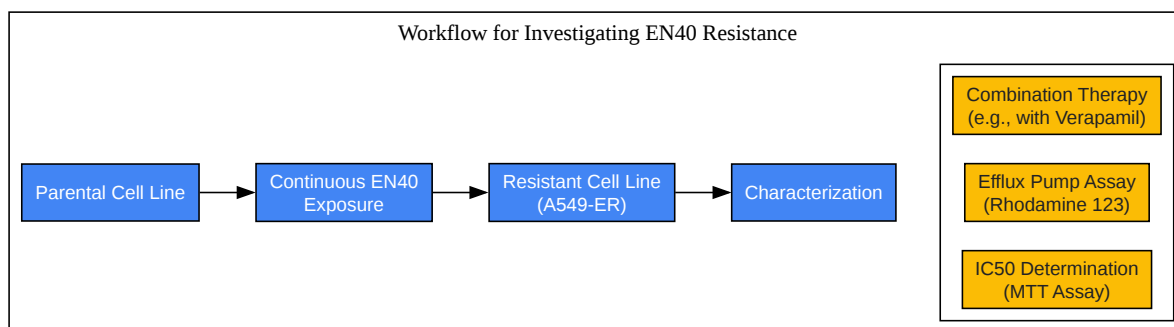 Workflow for Investigating EN40 Resistance
Parental Cell Line
Continuous EN40
Exposure
Resistant Cell Line
(A549-ER)
Characterization
Combination Therapy
(e.g., with Verapamil)
Efflux Pump Assay
(Rhodamine 123)
IC50 Determination
(MTT Assay)